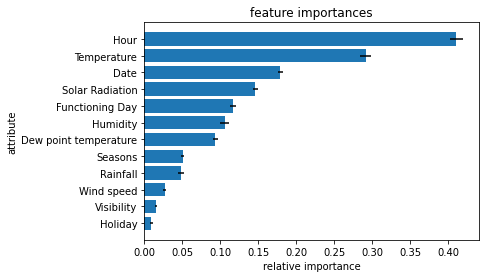 feature importances
Hour
Temperature
Date
Solar Radiation
Functioning Day
Humidity
Dew point temperature
Seasons
Rainfall
Wind speed
Visibility
Holiday
attribute
0.00 0.05 0.10 0.15 0.20 0.25 0.30 0.35 0.40
relative importance